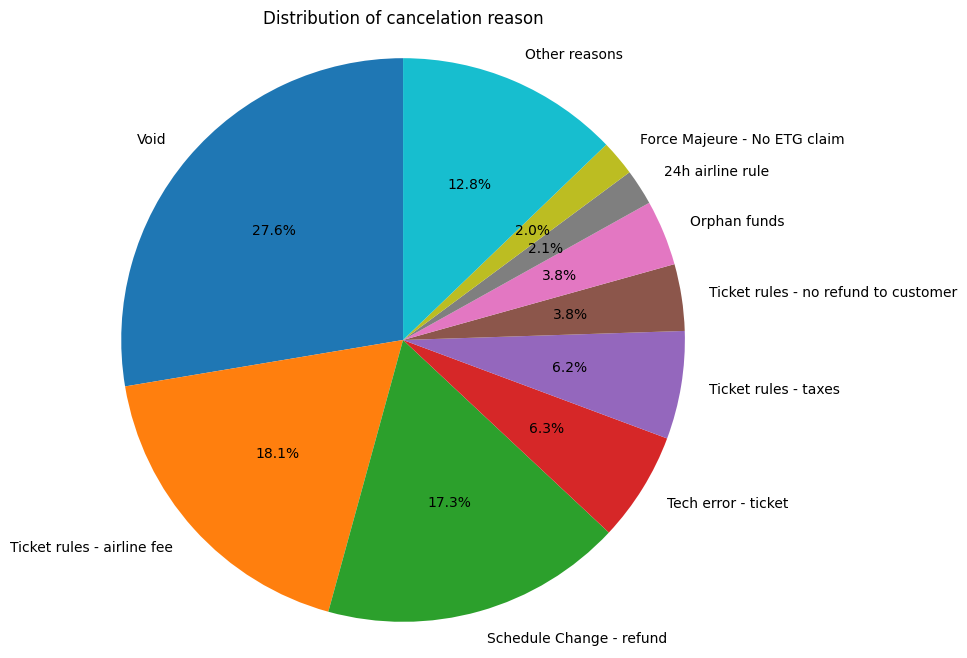 Distribution of cancelation reason
Other reasons
Void
Force Majeure - No ETG claim
24h airline rule
12.8%
Orphan funds
27.6%
2.0%
2.1%
3.8%
Ticket rules - no refund to customer
3.8%
6.2%
Ticket rules - taxes
6.3%
18.1%
17.3%
Tech error - ticket
Ticket rules - airline fee
Schedule Change - refund